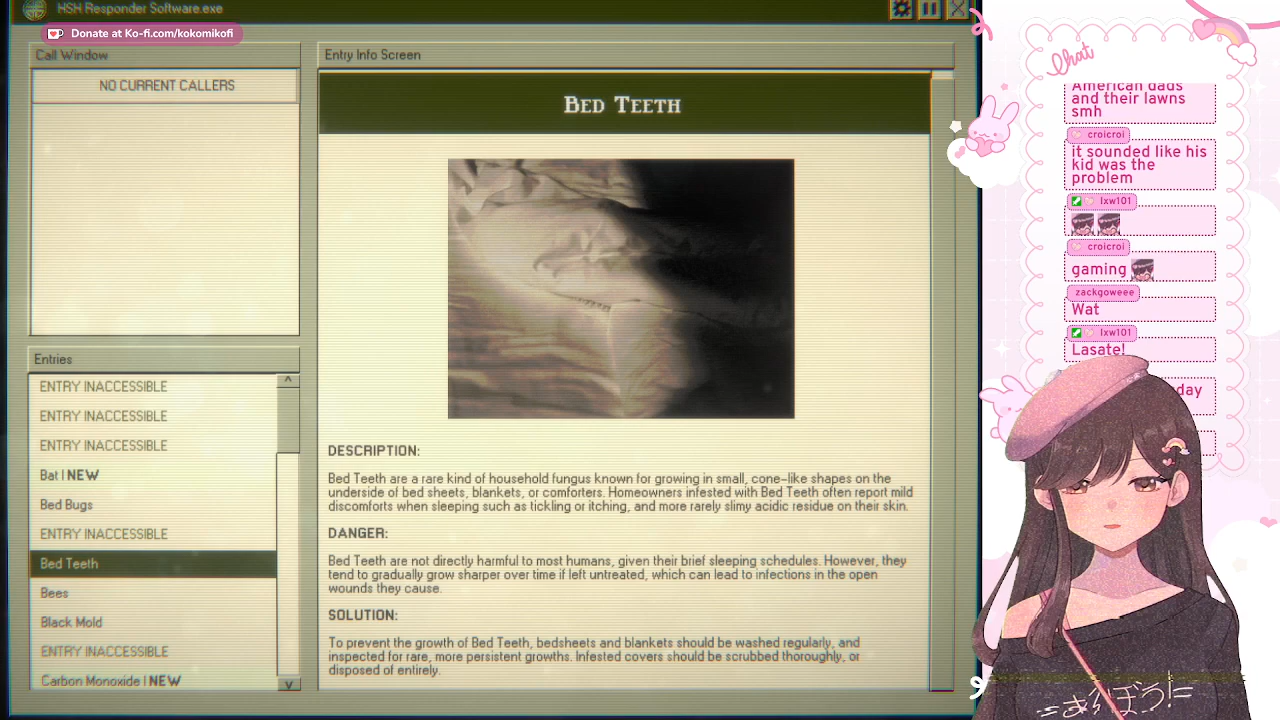 HSH Responder Software.exe
Donate at Ko-fi.com/kokomikofi
Call Window
NO CURRENT CALLERS
Entries
ENTRY INACCESSIBLE
ENTRY INACCESSIBLE
ENTRY INACCESSIBLE
Bat | NEW
Bed Bugs
ENTRY INACCESSIBLE
Bed Teeth
Bees
Black Mold
ENTRY INACCESSIBLE
Carbon Monoxide | NEW
Entry Info Screen
BED TEETH
DESCRIPTION:
Bed Teeth are a rare kind of household fungus known for growing in small, cone-like shapes on the
underside of bed sheets, blankets, or comforters. Homeowners infested with Bed Teeth often report mild
discomforts when sleeping such as tickling or itching, and more rarely slimy acidic residue on their skin.
DANGER:
Bed Teeth are not directly harmful to most humans, given their brief sleeping schedules. However, they
tend to gradually grow sharper over time if left untreated, which can lead to infections in the open
wounds they cause.
SOLUTION:
To prevent the growth of Bed Teeth, bedsheets and blankets should be washed regularly, and
inspected for rare, more persistent growths. Infested covers should be scrubbed thoroughly, or
disposed of entirely.
Chat
American dads
and their lawns
smh
croicroi
it sounded like his
kid was the
problem
lxw101
croicroi
gaming
zackgoweee
Wat
lxw101
Lasate!
day